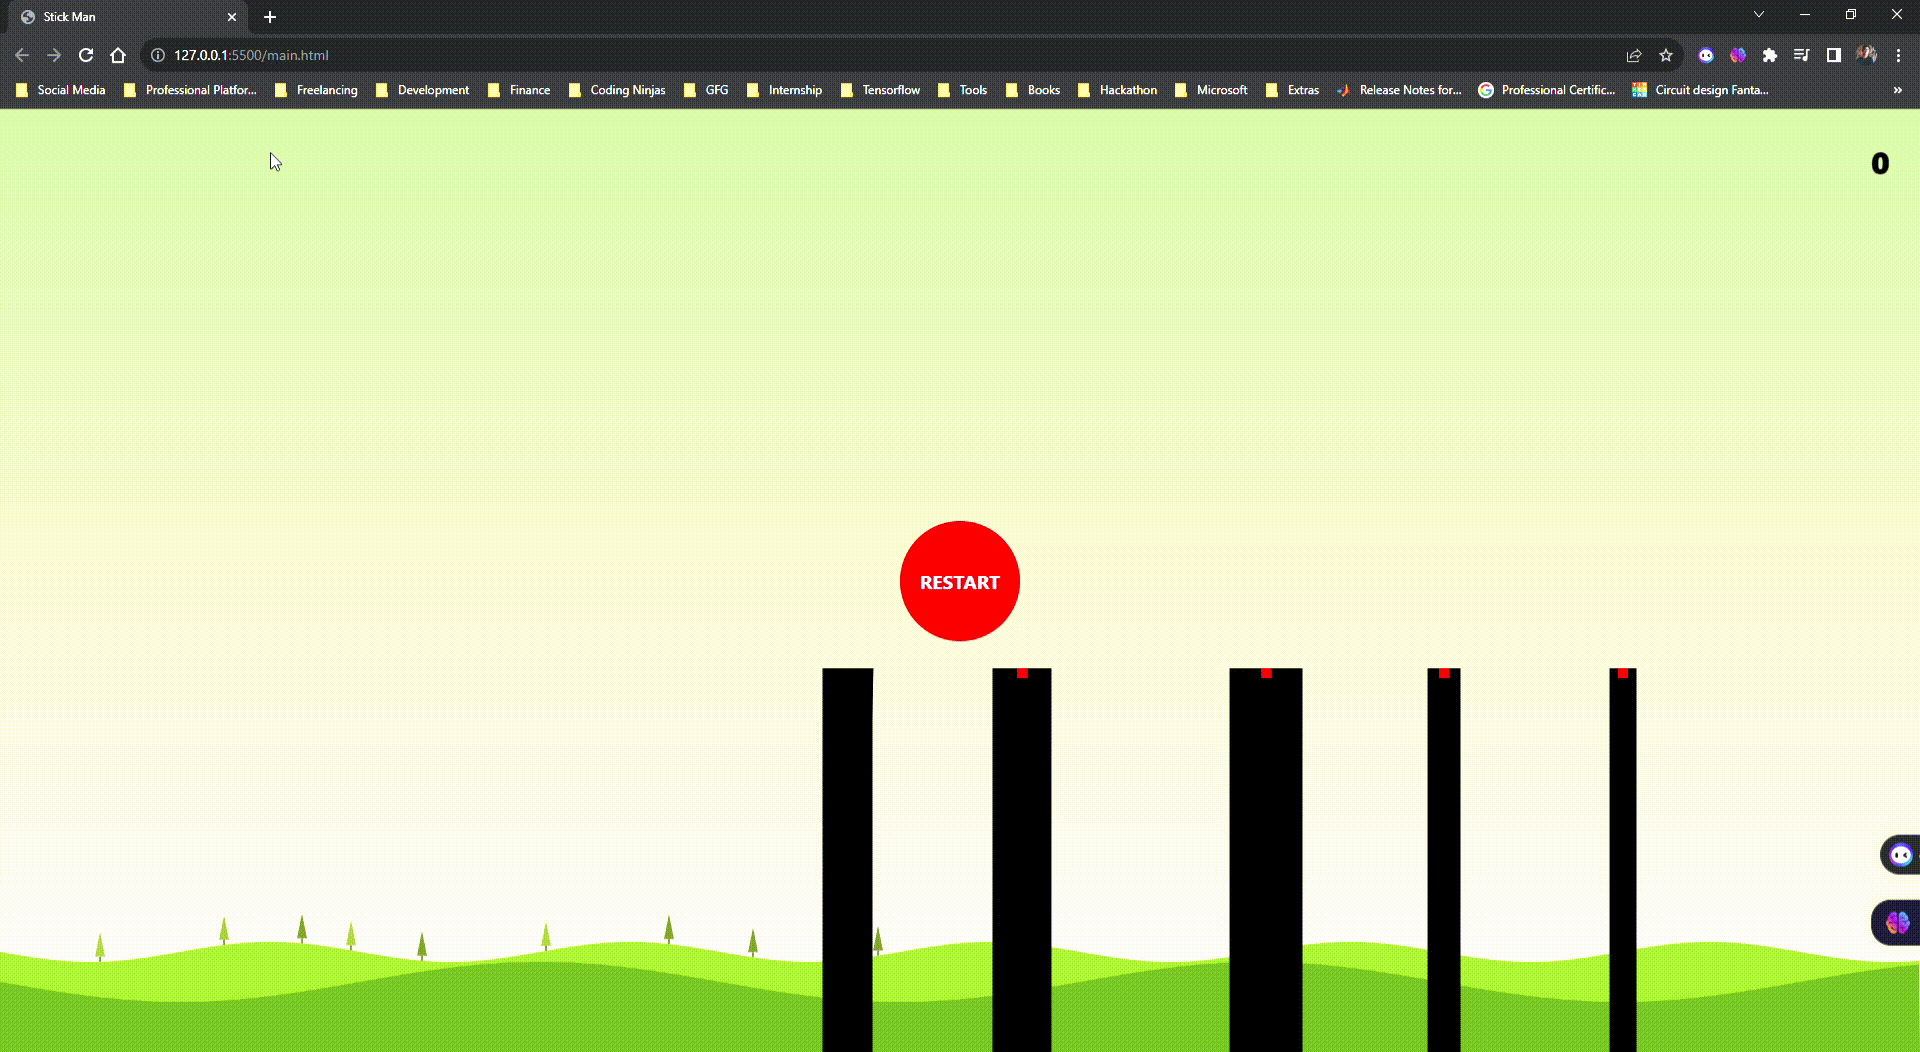 Stick Man
127.0.0.1:5500/main.html
Social Media Professional Platfor... Freelancing Development Finance Coding Ninjas GFG Internship Tensorflow Tools Books Hackathon Microsoft Extras Release Notes for... Professional Certific... Circuit design Fanta... »
0
RESTART